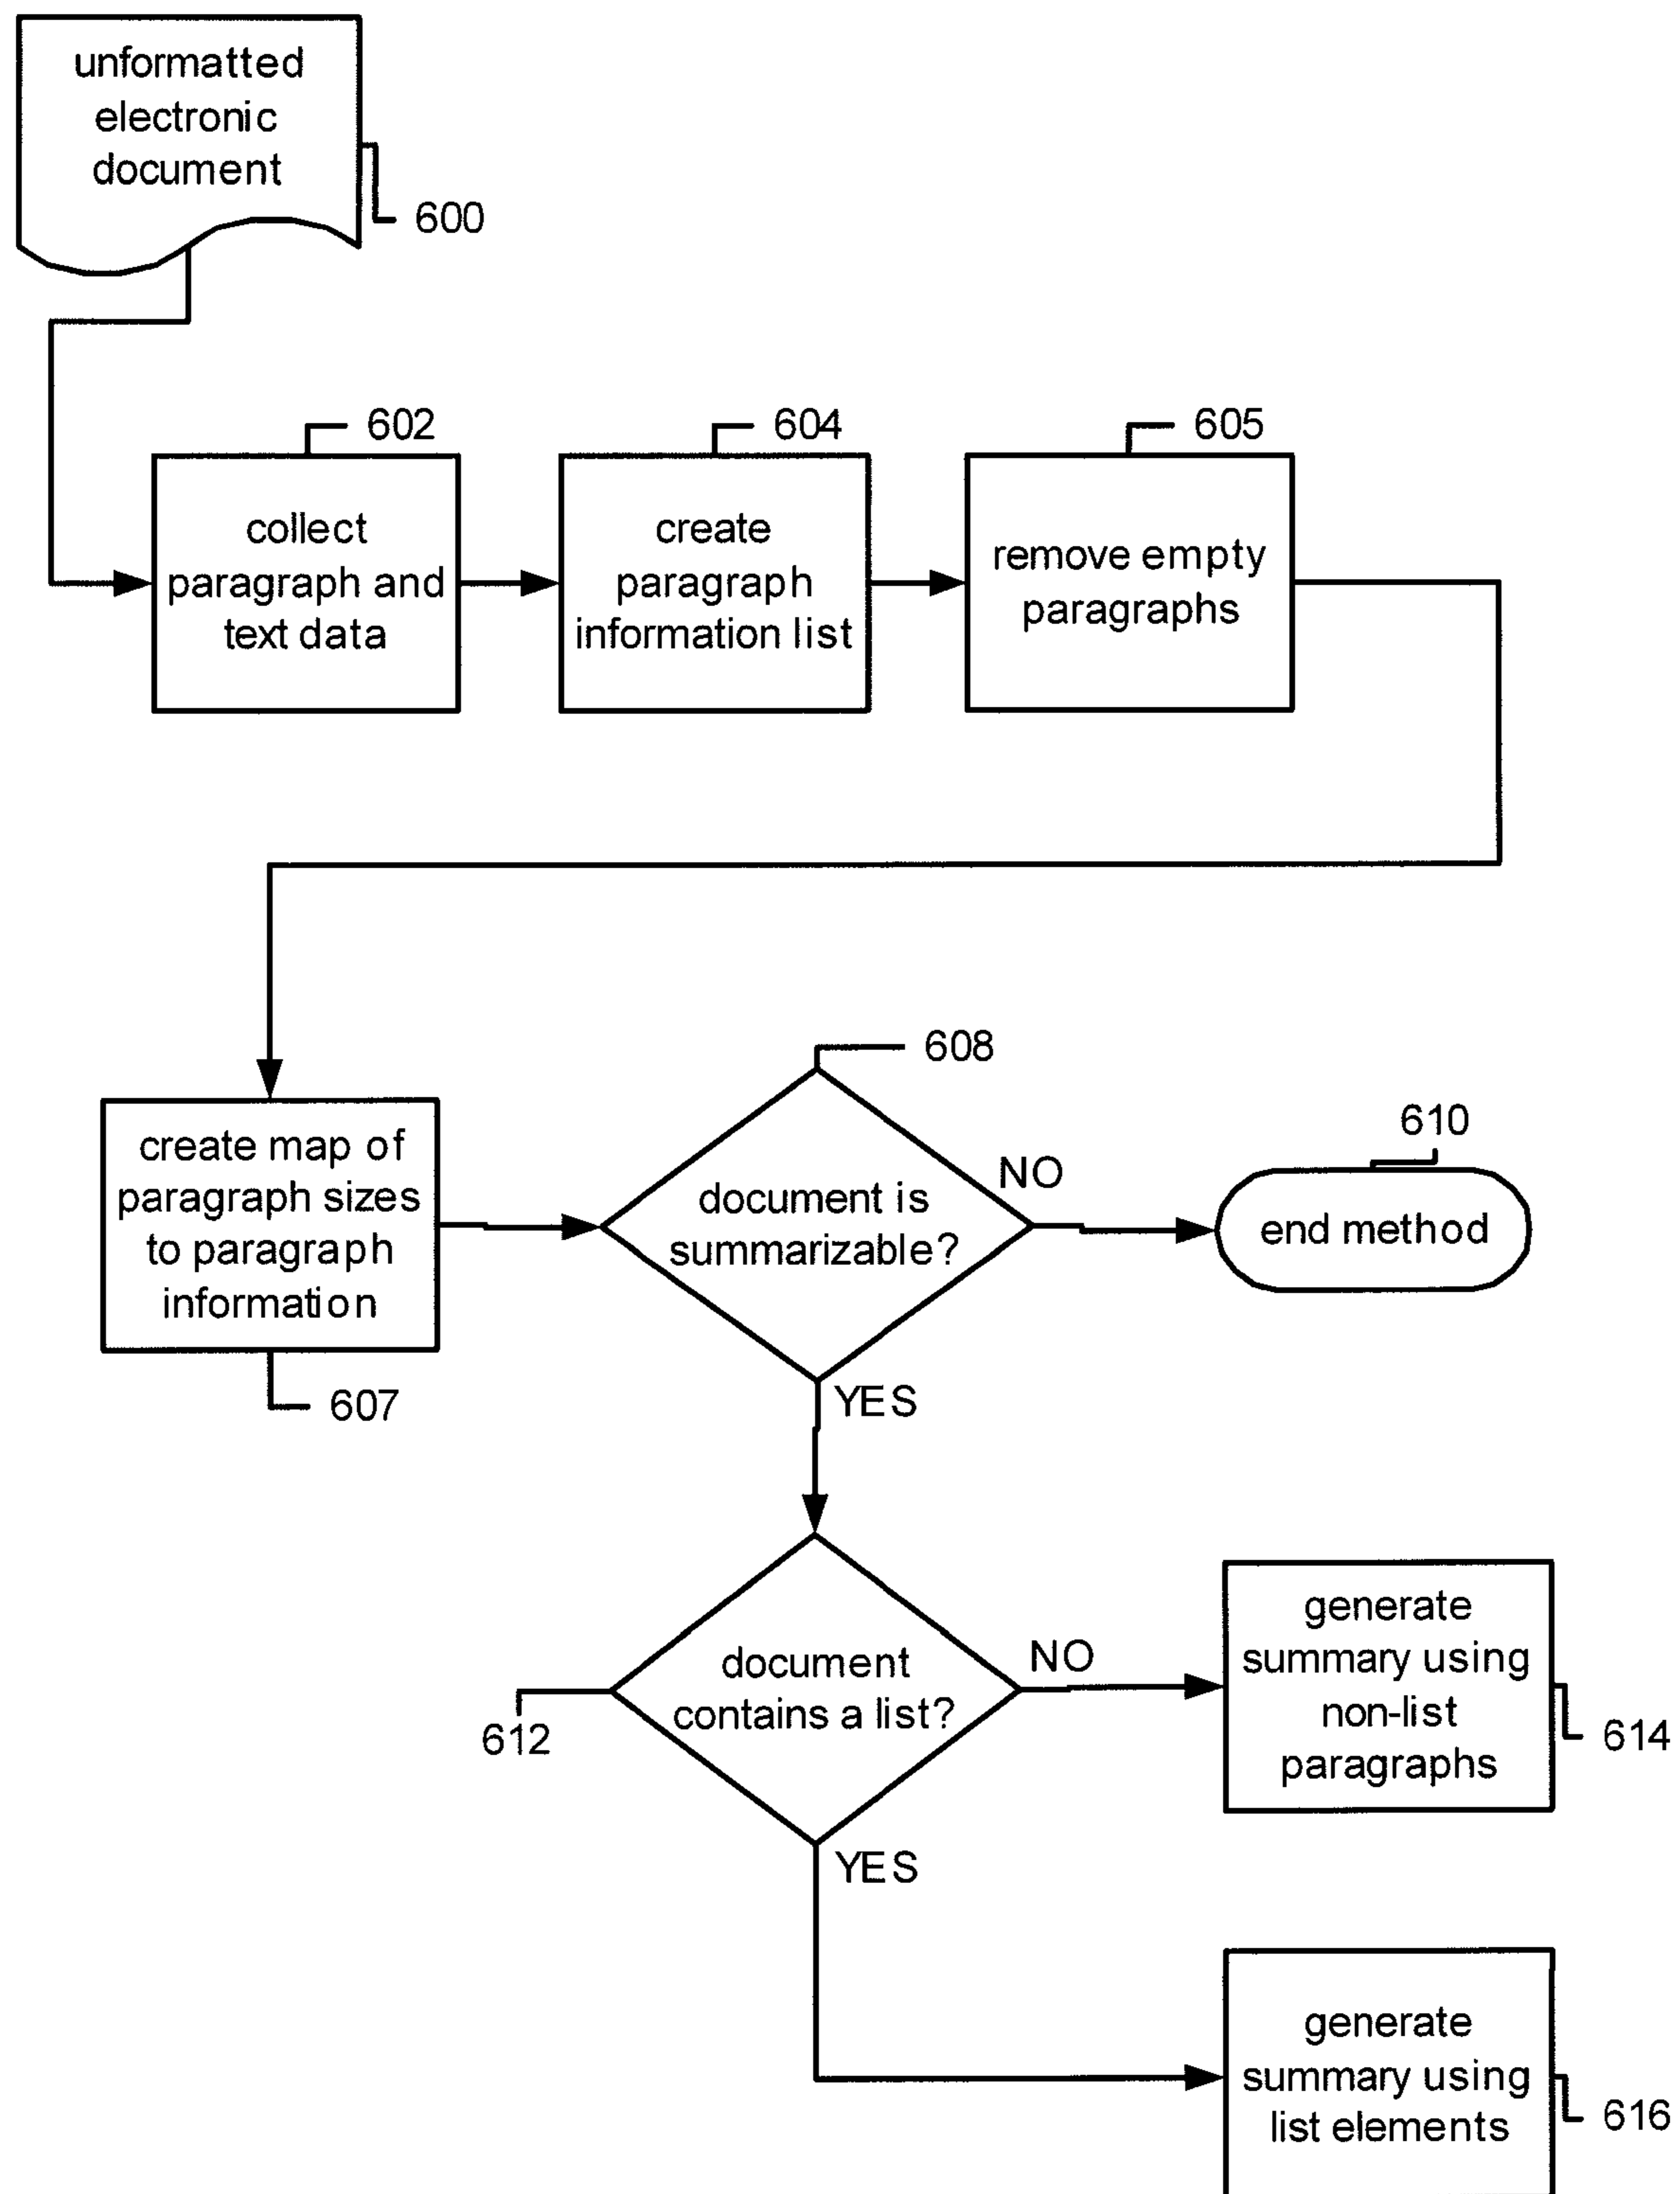 unformatted
electronic
document
600
602
604
605
collect
paragraph and
text data
create
paragraph
information list
remove empty
paragraphs
608
610
create map of
paragraph sizes
to paragraph
information
document is
summarizable?
NO
end method
607
YES
document
contains a list?
NO
612
generate
summary using
non-list
paragraphs
614
YES
generate
summary using
list elements
616